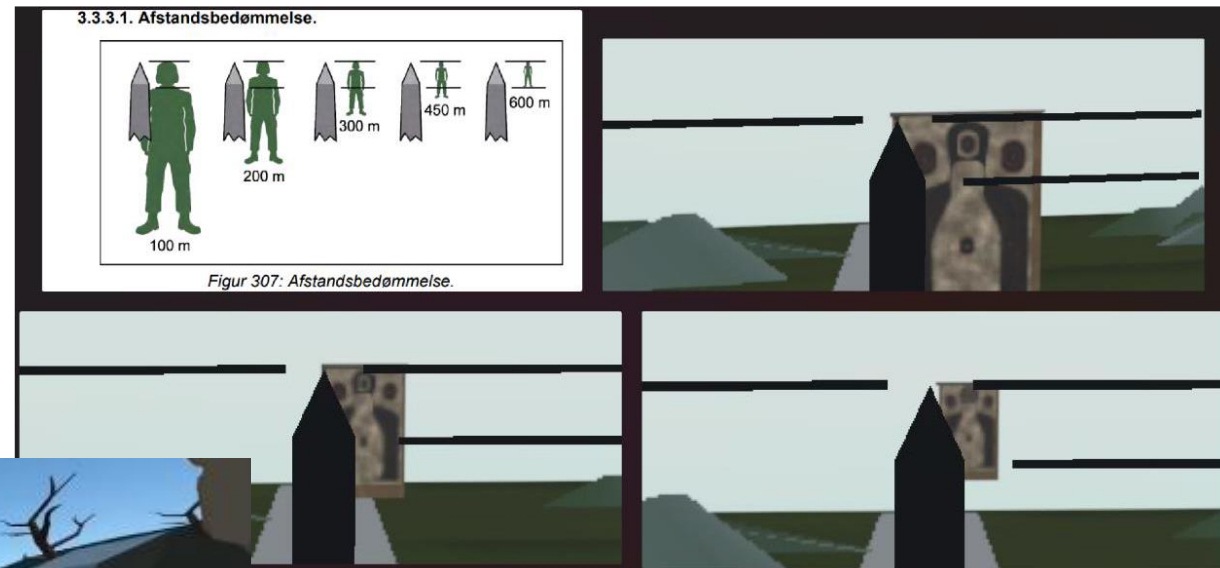 3.3.3.1. Afstandsbedømmelse.
100 m
200 m
300 m
450 m
600 m
Figur 307: Afstandsbedømmelse.